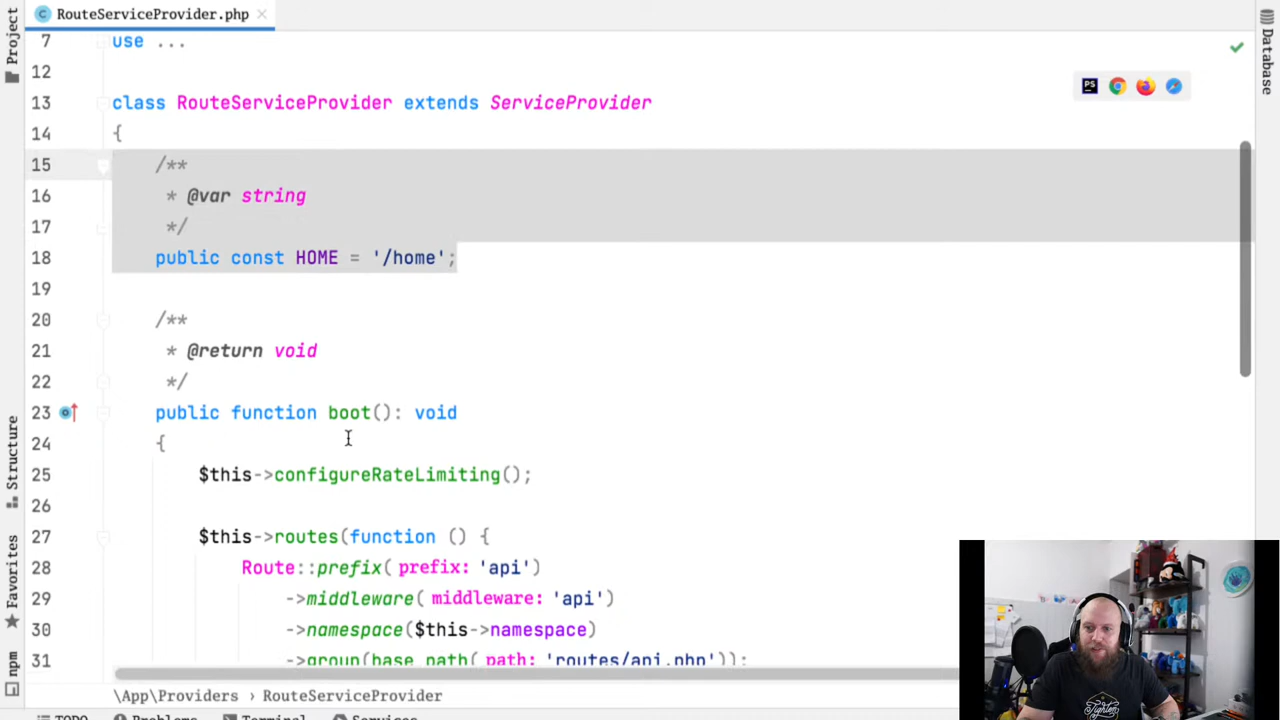 RouteServiceProvider.php
Project
Database
7 use ...
12
13 class RouteServiceProvider extends ServiceProvider
14 {
15 /**
16 * @var string
17 */
18 public const HOME = '/home';
19
20 /**
21 * @return void
22 */
23 public function boot(): void
24 {
25 $this->configureRateLimiting();
26
27 $this->routes(function () {
28 Route::prefix( prefix: 'api')
29 ->middleware( middleware: 'api')
30 ->namespace($this->namespace)
31 ->group(base_path( path: 'routes/api.php'));
Structure
Favorites
npm
\App\Providers > RouteServiceProvider
TODO Problems Terminal Services
PS
Tighten